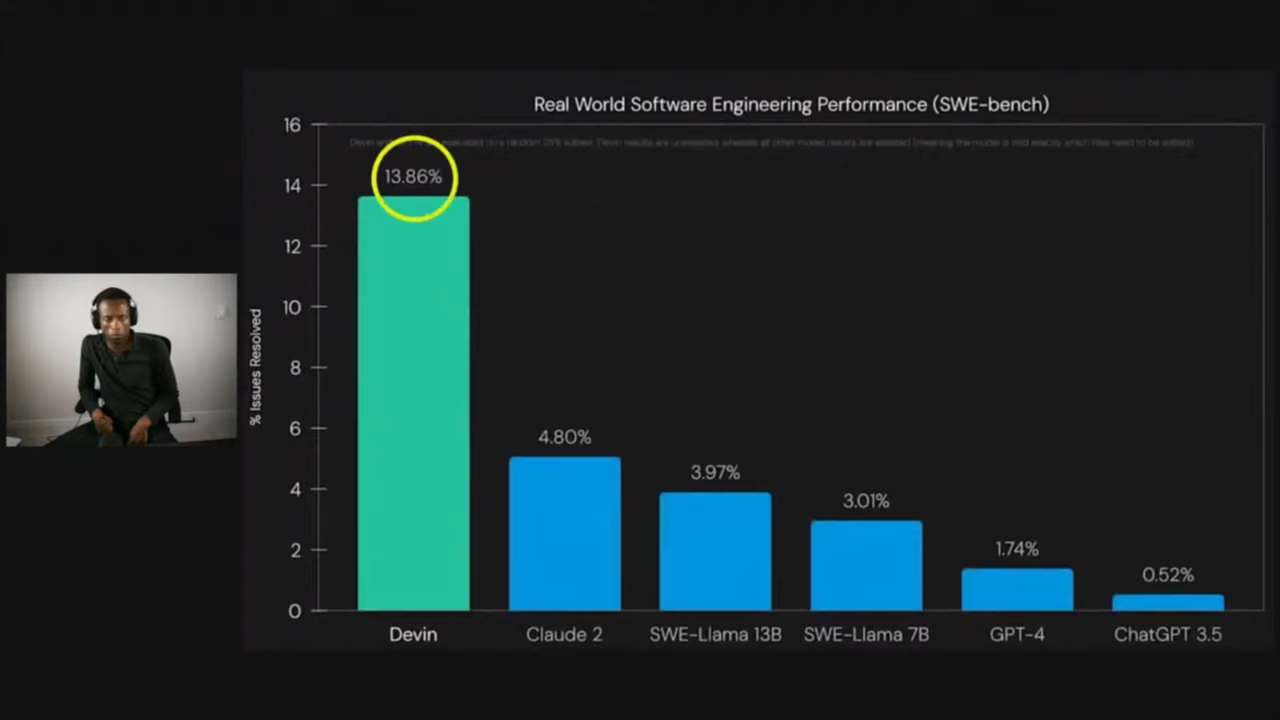 Real World Software Engineering Performance (SWE-bench)
16
14
12
10
8
6
4
2
0
% Issues Resolved
13.86%
4.80%
3.97%
3.01%
1.74%
0.52%
Devin
Claude 2
SWE-Llama 13B
SWE-Llama 7B
GPT-4
ChatGPT 3.5